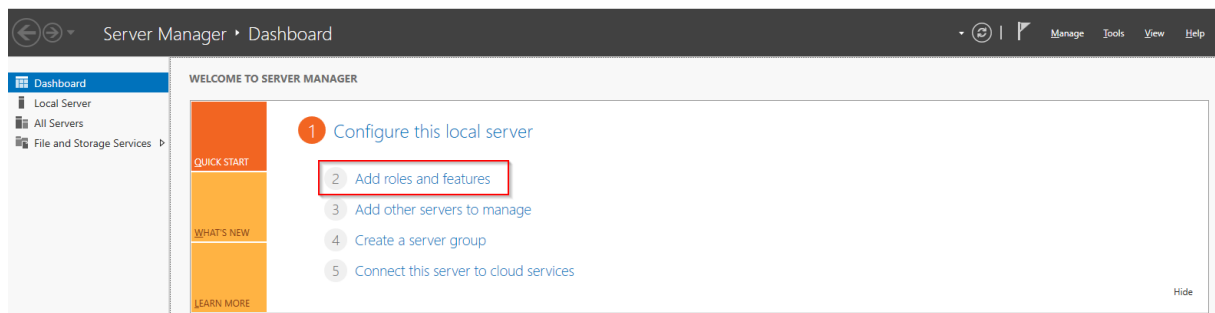 Server Manager ‣ Dashboard
Manage Tools View Help
Dashboard
Local Server
All Servers
File and Storage Services
WELCOME TO SERVER MANAGER
QUICK START
WHAT'S NEW
LEARN MORE
1 Configure this local server
2 Add roles and features
3 Add other servers to manage
4 Create a server group
5 Connect this server to cloud services
Hide